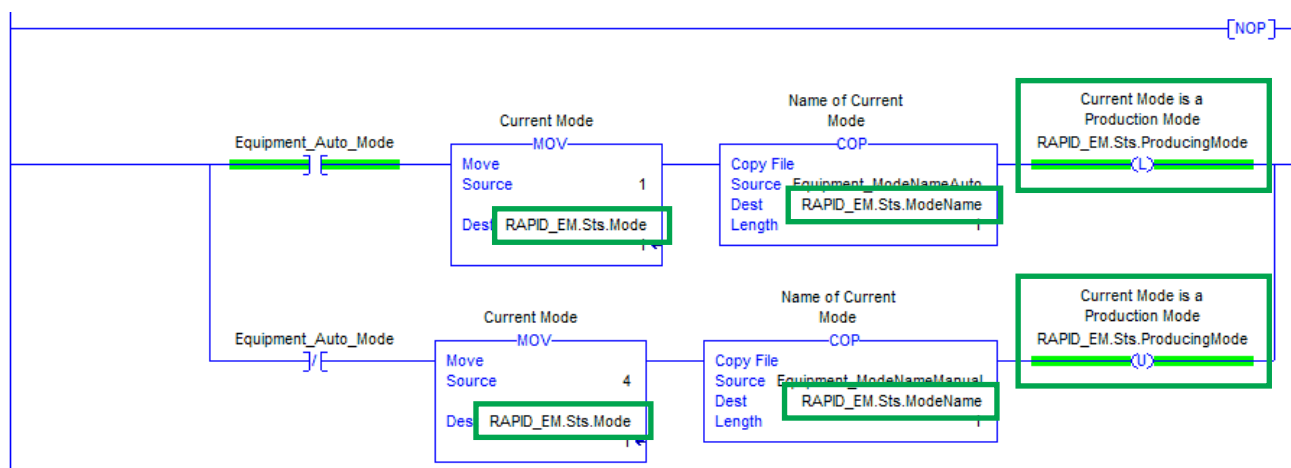 NOP
Equipment_Auto_Mode
Current Mode
MOV
Move
Source 1
Dest RAPID_EM.Sts.Mode
1
Name of Current
Mode
COP
Copy File
Source Equipment_ModeNameAuto
Dest RAPID_EM.Sts.ModeName
Length 1
Current Mode is a
Production Mode
RAPID_EM.Sts.ProducingMode
L
Equipment_Auto_Mode
Current Mode
MOV
Move
Source 4
Des RAPID_EM.Sts.Mode
1
Name of Current
Mode
COP
Copy File
Source Equipment_ModeNameManual
Dest RAPID_EM.Sts.ModeName
Length 1
Current Mode is a
Production Mode
RAPID_EM.Sts.ProducingMode
U